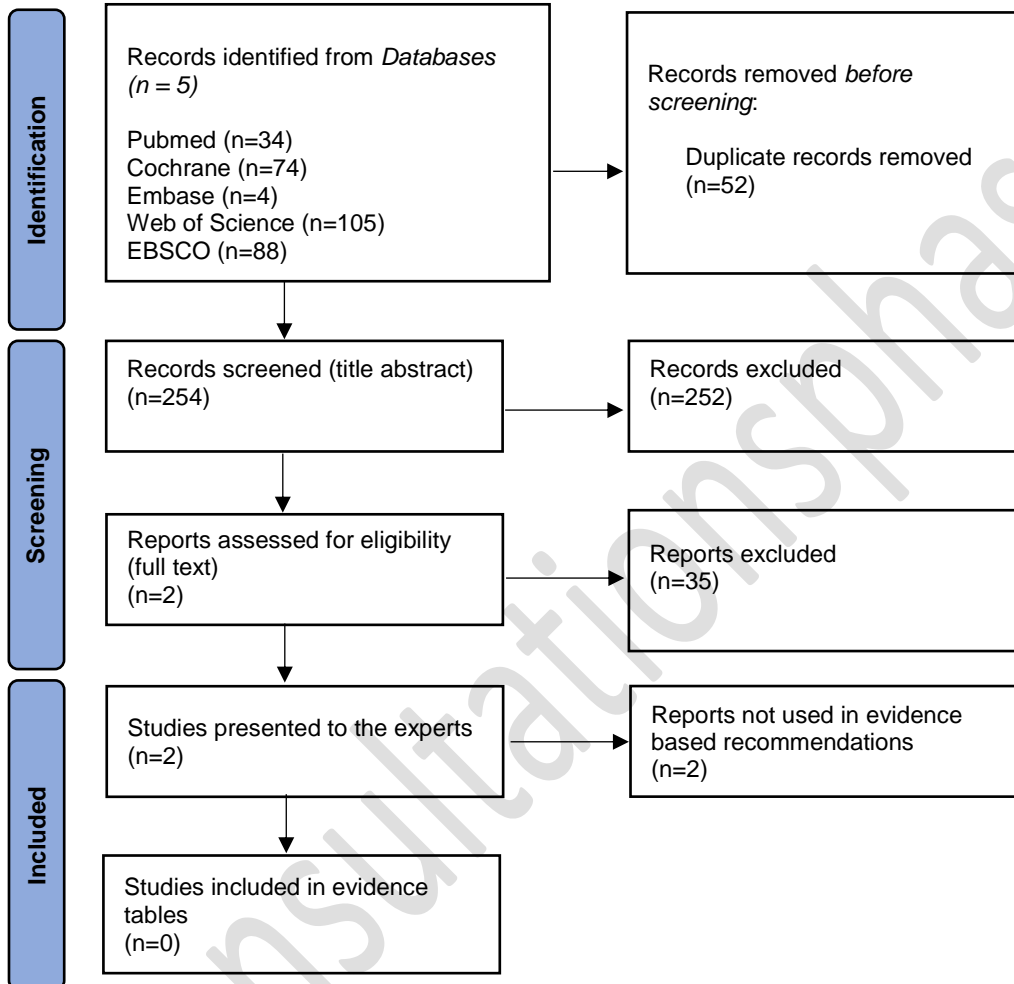 Identification
Records identified from Databases
(n = 5)
Pubmed (n=34)
Cochrane (n=74)
Embase (n=4)
Web of Science (n=105)
EBSCO (n=88)
Records removed before
screening:
Duplicate records removed
(n=52)
Screening
Records screened (title abstract)
(n=254)
Records excluded
(n=252)
Reports assessed for eligibility
(full text)
(n=2)
Reports excluded
(n=35)
Included
Studies presented to the experts
(n=2)
Reports not used in evidence
based recommendations
(n=2)
Studies included in evidence
tables
(n=0)
nsultationsphas